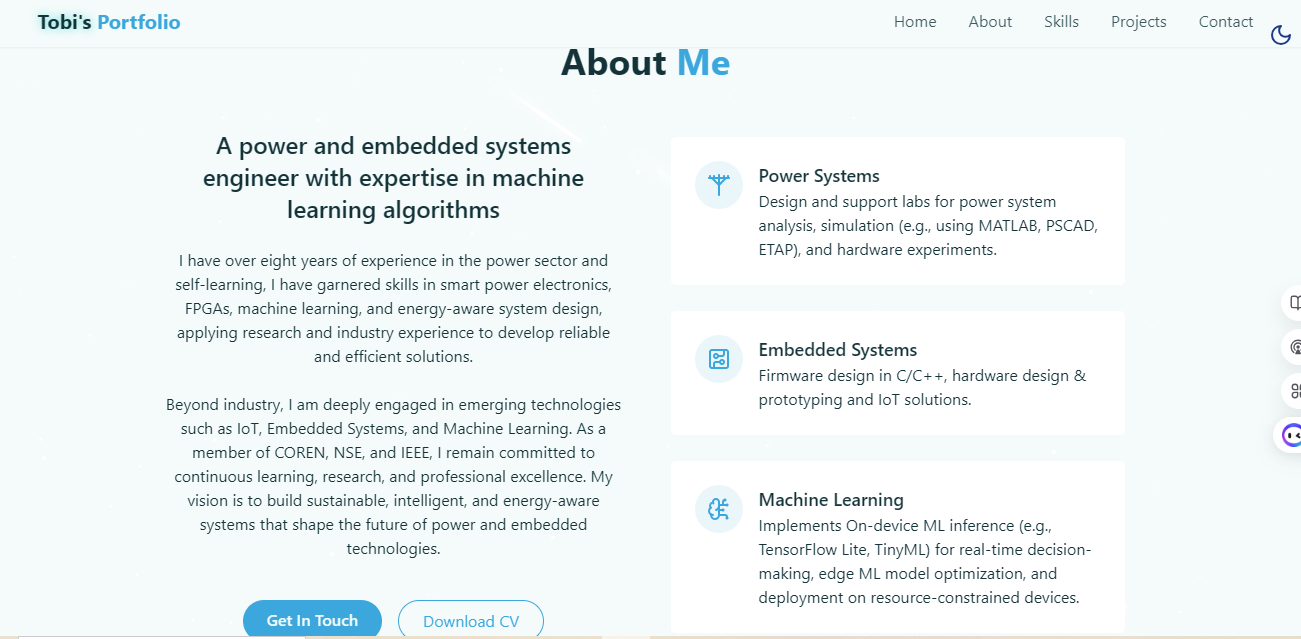 Tobi's Portfolio
Home
About
Skills
Projects
Contact
About Me
A power and embedded systems
engineer with expertise in machine
learning algorithms
I have over eight years of experience in the power sector and
self-learning, I have garnered skills in smart power electronics,
FPGAs, machine learning, and energy-aware system design,
applying research and industry experience to develop reliable
and efficient solutions.
Beyond industry, I am deeply engaged in emerging technologies
such as IoT, Embedded Systems, and Machine Learning. As a
member of COREN, NSE, and IEEE, I remain committed to
continuous learning, research, and professional excellence. My
vision is to build sustainable, intelligent, and energy-aware
systems that shape the future of power and embedded
technologies.
Get In Touch
Download CV
Power Systems
Design and support labs for power system
analysis, simulation (e.g., using MATLAB, PSCAD,
ETAP), and hardware experiments.
Embedded Systems
Firmware design in C/C++, hardware design &
prototyping and IoT solutions.
Machine Learning
Implements On-device ML inference (e.g.,
TensorFlow Lite, TinyML) for real-time decision-
making, edge ML model optimization, and
deployment on resource-constrained devices.